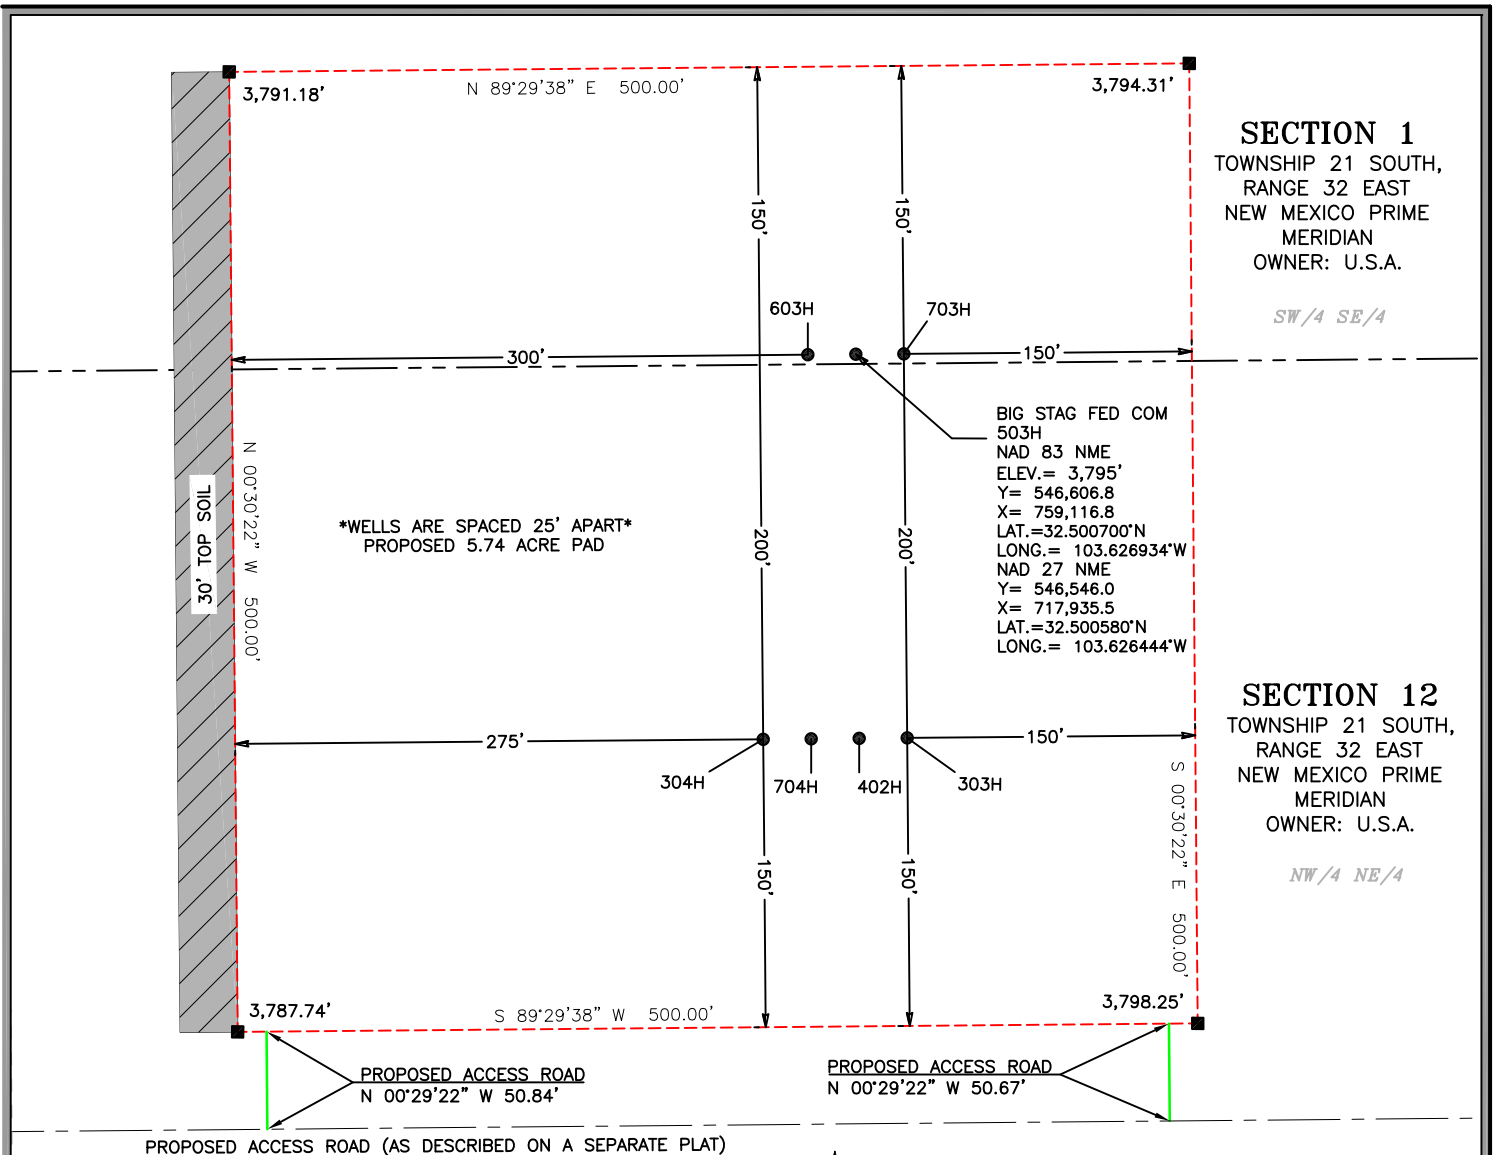 3,791.18'
N 89°29'38" E 500.00'
3,794.31'
SECTION 1
TOWNSHIP 21 SOUTH,
RANGE 32 EAST
NEW MEXICO PRIME
MERIDIAN
OWNER: U.S.A.
SW/4 SE/4
150'
150'
603H
703H
300'
150'
BIG STAG FED COM
503H
NAD 83 NME
ELEV.= 3,795'
Y= 546,606.8
X= 759,116.8
LAT.=32.500700°N
LONG.= 103.626934°W
NAD 27 NME
Y= 546,546.0
X= 717,935.5
LAT.=32.500580°N
LONG.= 103.626444°W
30' TOP SOIL
N 00°30'22" W 500.00'
*WELLS ARE SPACED 25' APART*
PROPOSED 5.74 ACRE PAD
200'
200'
SECTION 12
TOWNSHIP 21 SOUTH,
RANGE 32 EAST
NEW MEXICO PRIME
MERIDIAN
OWNER: U.S.A.
NW/4 NE/4
275'
150'
304H
704H
402H
303H
S 00°30'22" E 500.00'
150'
150'
3,787.74'
S 89°29'38" W 500.00'
3,798.25'
PROPOSED ACCESS ROAD
N 00°29'22" W 50.84'
PROPOSED ACCESS ROAD
N 00°29'22" W 50.67'
PROPOSED ACCESS ROAD (AS DESCRIBED ON A SEPARATE PLAT)